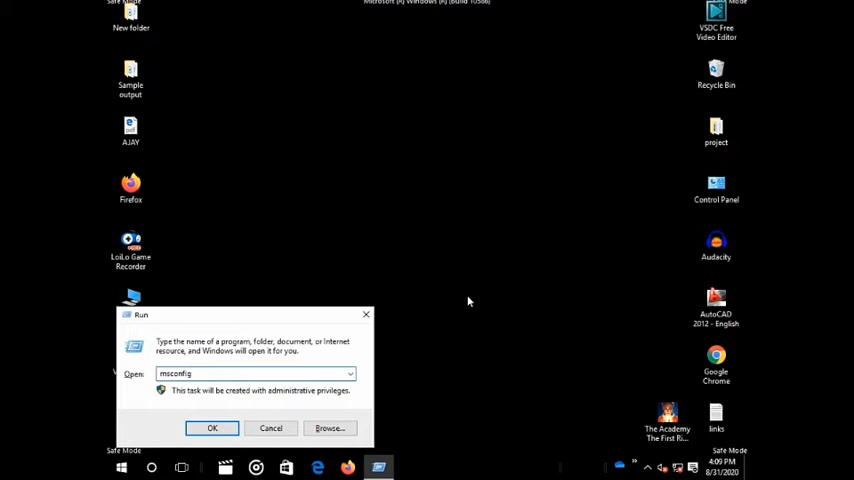 Safe Mode
Microsoft (R) Windows (R) (Build 10586)
Mode
New folder
VSDC Free
Video Editor
Sample
output
Recycle Bin
AJAY
project
Firefox
Control Panel
LoiLo Game
Recorder
Audacity
AutoCAD
2012 - English
Run
Type the name of a program, folder, document, or Internet
resource, and Windows will open it for you.
Open:
msconfig
This task will be created with administrative privileges.
OK
Cancel
Browse...
Google
Chrome
The Academy
The First Ri...
links
Safe Mode
Safe Mode
4:09 PM
8/31/2020